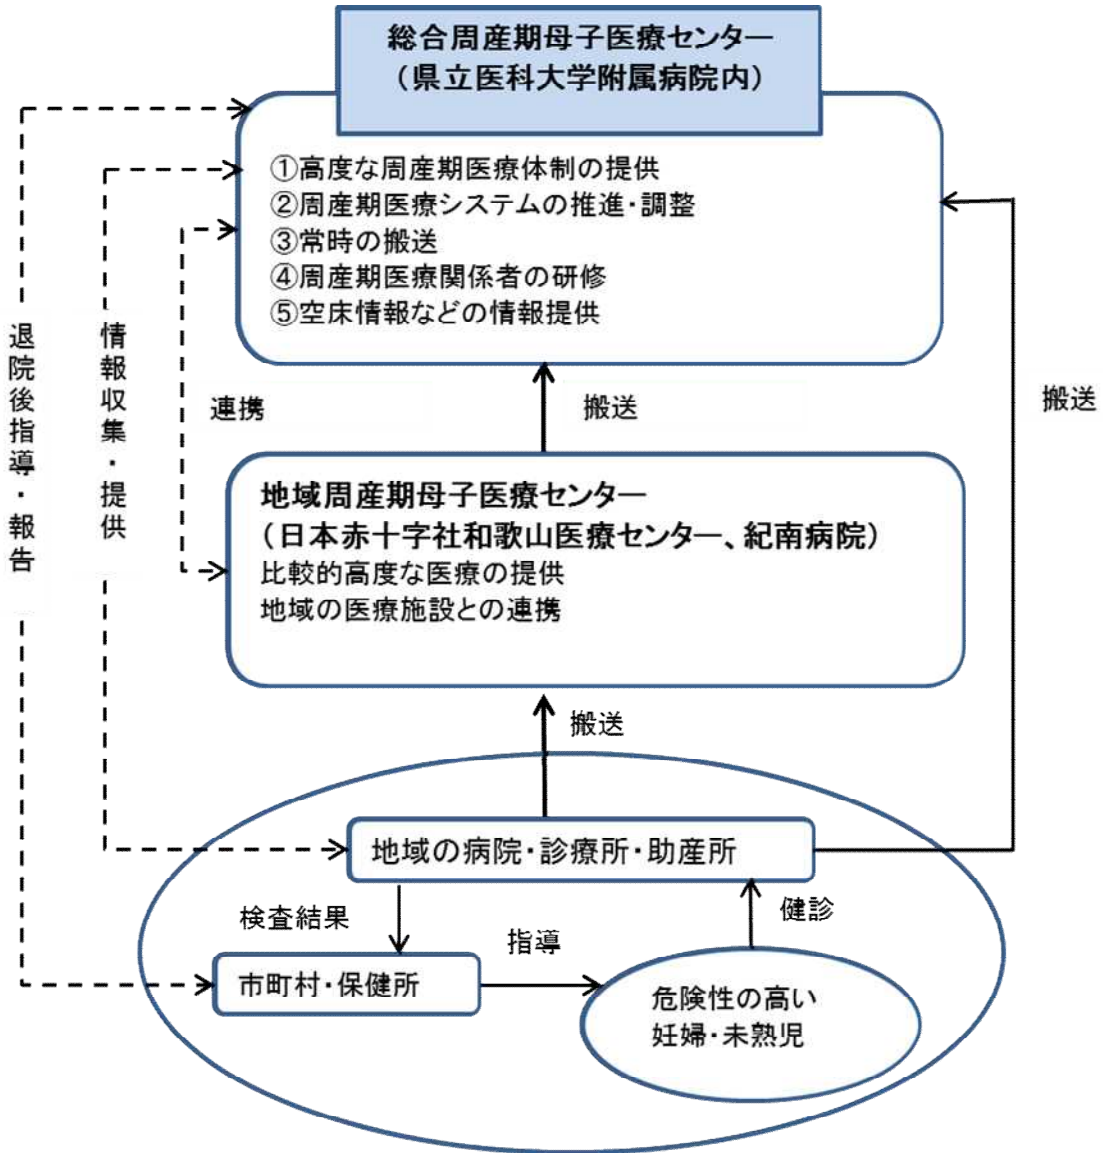 総合周産期母子医療センター
（県立医科大学附属病院内）
①高度な周産期医療体制の提供
②周産期医療システムの推進・調整
③常時の搬送
④周産期医療関係者の研修
⑤空床情報などの情報提供
退院後指導・報告
情報収集・提供
連携
搬送
搬送
地域周産期母子医療センター
（日本赤十字社和歌山医療センター、紀南病院）
比較的高度な医療の提供
地域の医療施設との連携
搬送
地域の病院・診療所・助産所
検査結果
健診
指導
市町村・保健所
危険性の高い
妊婦・未熟児